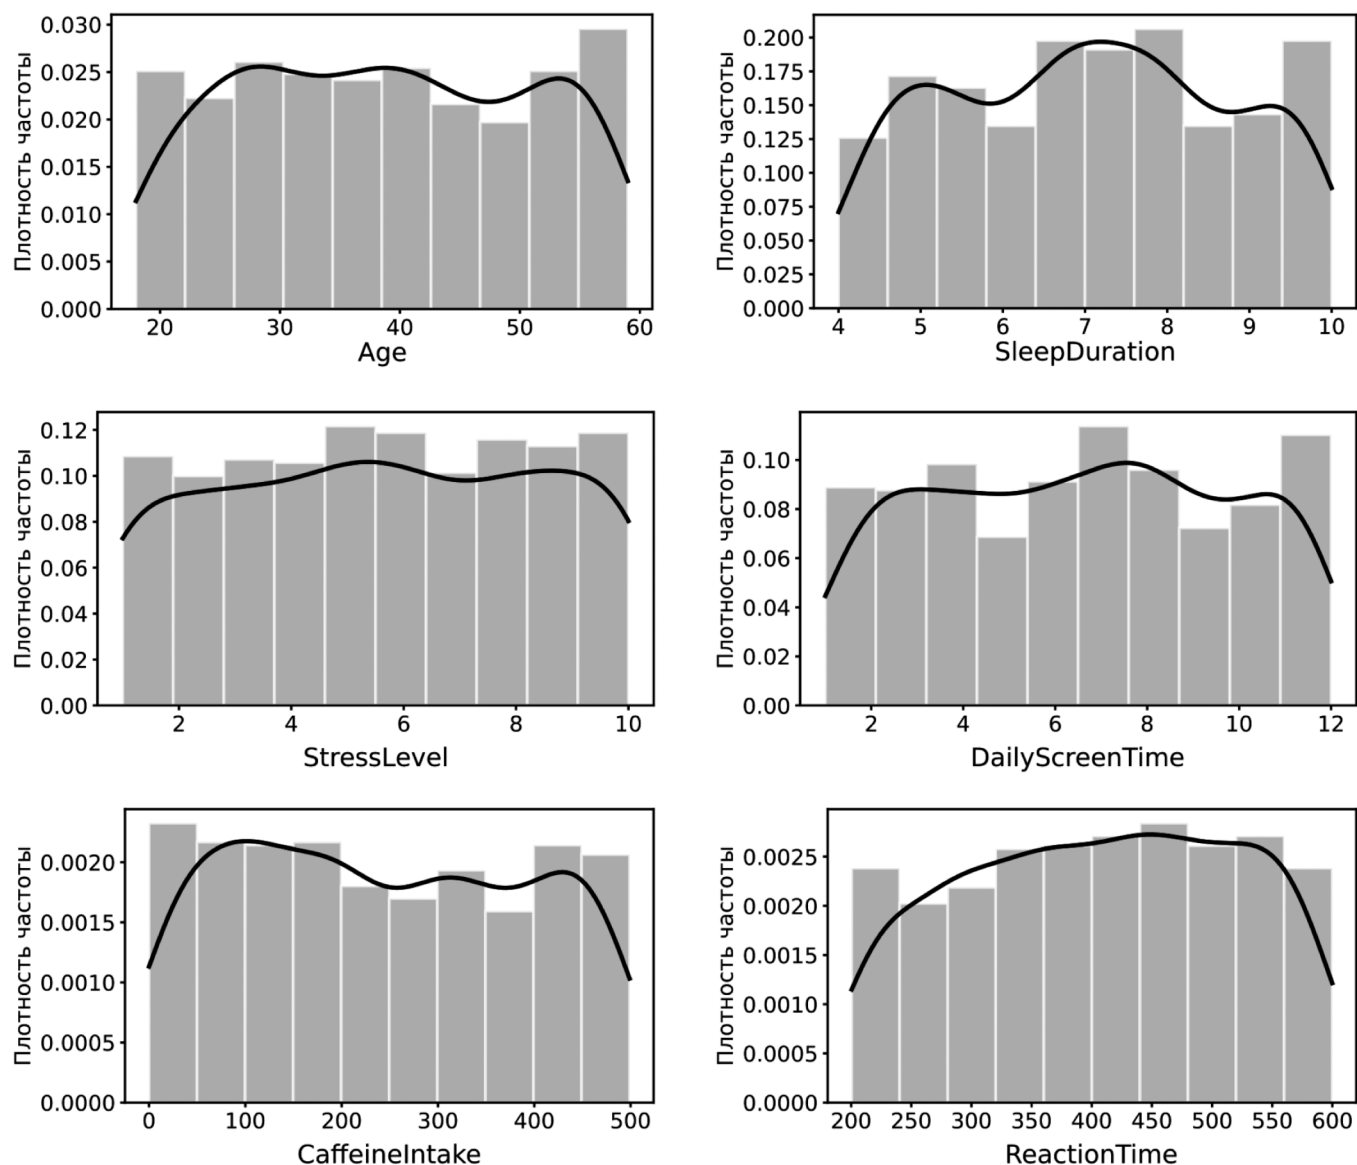 Плотность частоты
0.030
0.025
0.020
0.015
0.010
0.005
0.000
20 30 40 50 60
Age
Плотность частоты
0.200
0.175
0.150
0.125
0.100
0.075
0.050
0.025
0.000
4 5 6 7 8 9 10
SleepDuration
Плотность частоты
0.12
0.10
0.08
0.06
0.04
0.02
0.00
2 4 6 8 10
StressLevel
Плотность частоты
0.10
0.08
0.06
0.04
0.02
0.00
2 4 6 8 10 12
DailyScreenTime
Плотность частоты
0.0020
0.0015
0.0010
0.0005
0.0000
0 100 200 300 400 500
CaffeineIntake
Плотность частоты
0.0025
0.0020
0.0015
0.0010
0.0005
0.0000
200 250 300 350 400 450 500 550 600
ReactionTime